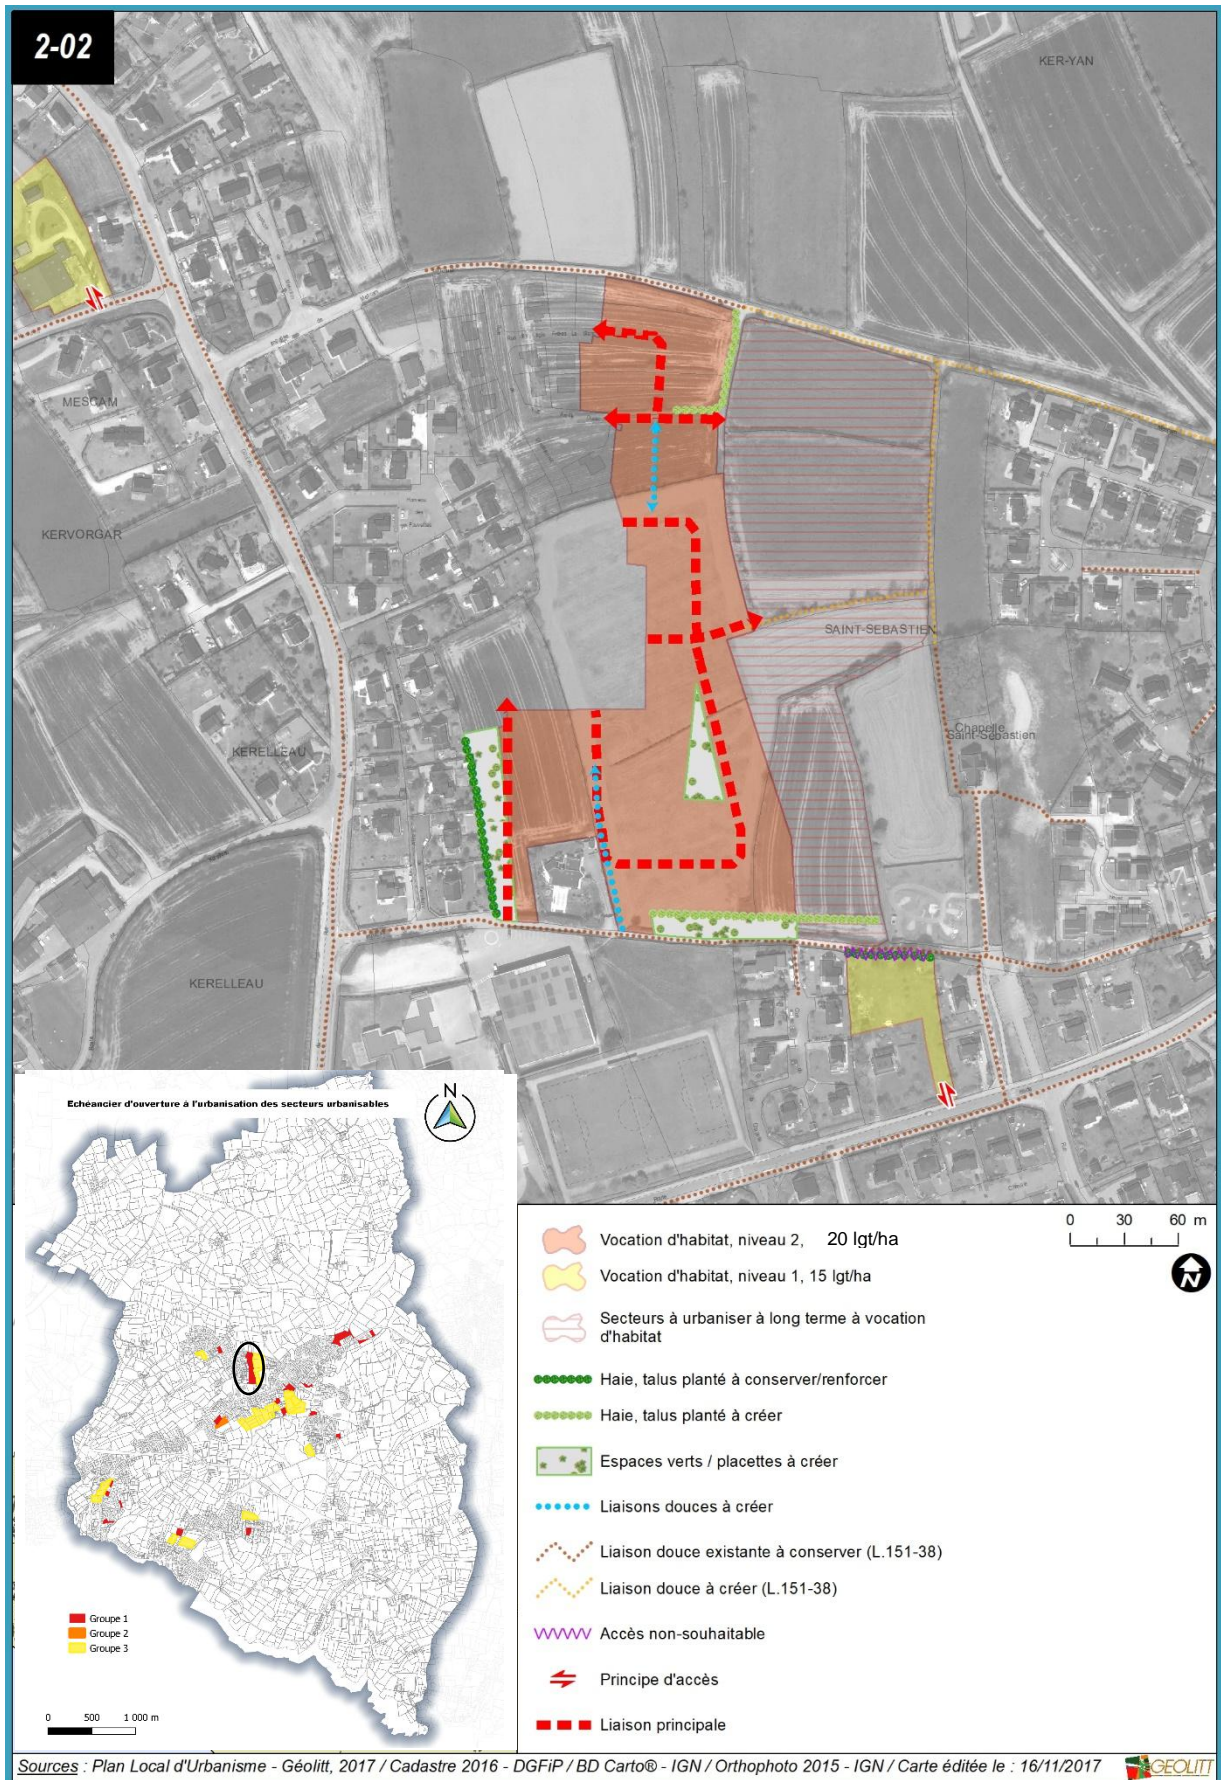 2-02
KER-YAN
MESCAM
KERVORGAR
SAINT-SEBASTIEN
Chapelle
Saint-Sébastien
KERELLEAU
KERELLEAU
Echéancier d'ouverture à l'urbanisation des secteurs urbanisables
N
Groupe 1
Groupe 2
Groupe 3
0 500 1 000 m
0 30 60 m
N
Vocation d'habitat, niveau 2, 20 lgt/ha
Vocation d'habitat, niveau 1, 15 lgt/ha
Secteurs à urbaniser à long terme à vocation
d'habitat
Haie, talus planté à conserver/renforcer
Haie, talus planté à créer
Espaces verts / placettes à créer
Liaisons douces à créer
Liaison douce existante à conserver (L.151-38)
Liaison douce à créer (L.151-38)
Accès non-souhaitable
Principe d'accès
Liaison principale
Sources : Plan Local d'Urbanisme - Géolitt, 2017 / Cadastre 2016 - DGFiP / BD Carto® - IGN / Orthophoto 2015 - IGN / Carte éditée le : 16/11/2017
GEOLITT